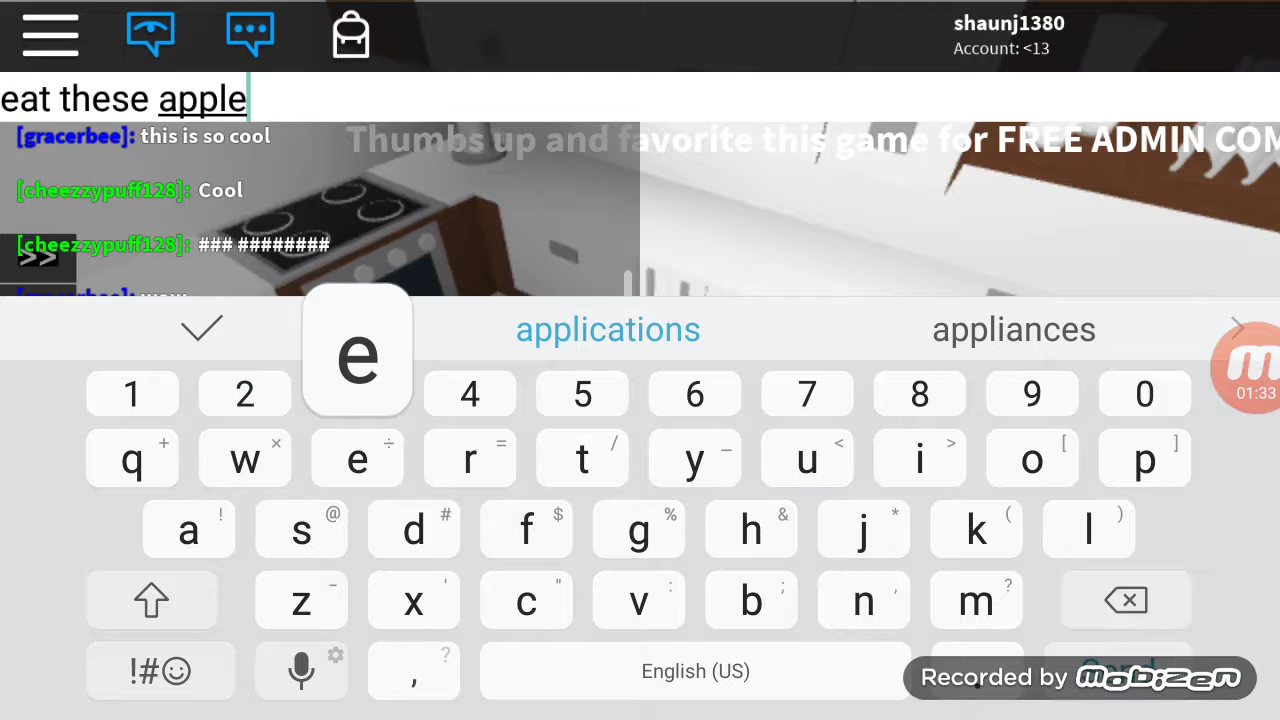 shaunj1380
Account: <13
eat these apple
[gracerbee]: this is so cool
Thumbs up and favorite this game for FREE ADMIN COM
[cheezzypuff128]: Cool
[cheezzypuff128]: ### ########
>>
e
applications
appliances
01:33
1 2 4 5 6 7 8 9 0
q + w × e ÷ r = t / y _ u < i > o [ p ]
a ! s @ d # f $ g % h & j * k ( l )
z - x ' c " v : b ; n , m ?
!#☺ , ? English (US)
Recorded by mobizen